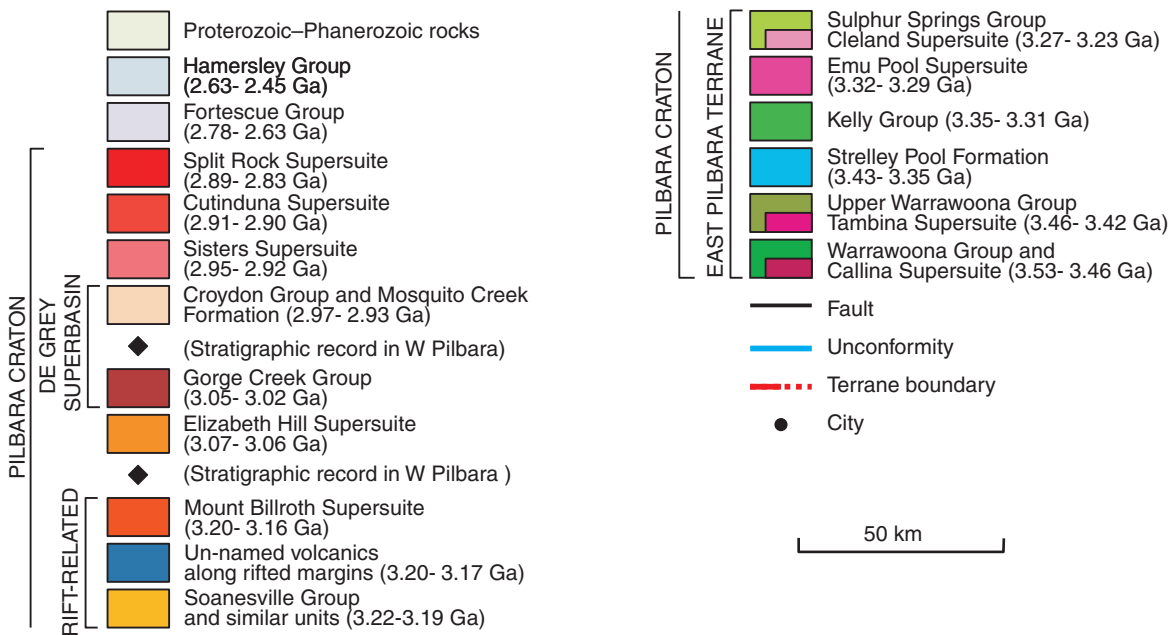 Proterozoic–Phanerozoic rocks
Hamersley Group
(2.63- 2.45 Ga)
Fortescue Group
(2.78- 2.63 Ga)
PILBARA CRATON
Split Rock Supersuite
(2.89- 2.83 Ga)
Cutinduna Supersuite
(2.91- 2.90 Ga)
Sisters Supersuite
(2.95- 2.92 Ga)
DE GREY
SUPERBASIN
Croydon Group and Mosquito Creek
Formation (2.97- 2.93 Ga)
(Stratigraphic record in W Pilbara)
Gorge Creek Group
(3.05- 3.02 Ga)
Elizabeth Hill Supersuite
(3.07- 3.06 Ga)
(Stratigraphic record in W Pilbara )
RIFT-RELATED
Mount Billroth Supersuite
(3.20- 3.16 Ga)
Un-named volcanics
along rifted margins (3.20- 3.17 Ga)
Soanesville Group
and similar units (3.22-3.19 Ga)
PILBARA CRATON
EAST PILBARA TERRANE
Sulphur Springs Group
Cleland Supersuite (3.27- 3.23 Ga)
Emu Pool Supersuite
(3.32- 3.29 Ga)
Kelly Group (3.35- 3.31 Ga)
Strelley Pool Formation
(3.43- 3.35 Ga)
Upper Warrawoona Group
Tambina Supersuite (3.46- 3.42 Ga)
Warrawoona Group and
Callina Supersuite (3.53- 3.46 Ga)
Fault
Unconformity
Terrane boundary
City
50 km